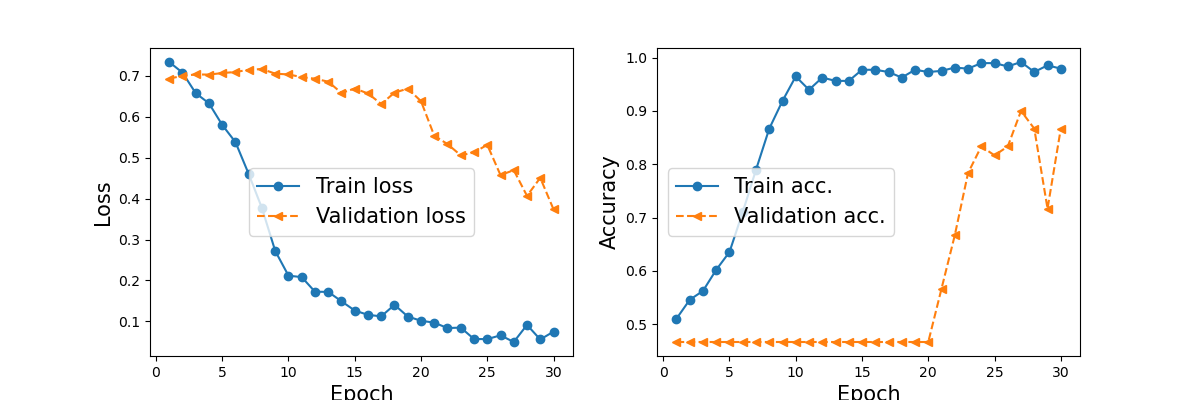 0.7
0.6
0.5
0.4
0.3
0.2
0.1
Loss
Train loss
Validation loss
0 5 10 15 20 25 30
Epoch
1.0
0.9
0.8
0.7
0.6
0.5
Accuracy
Train acc.
Validation acc.
0 5 10 15 20 25 30
Epoch